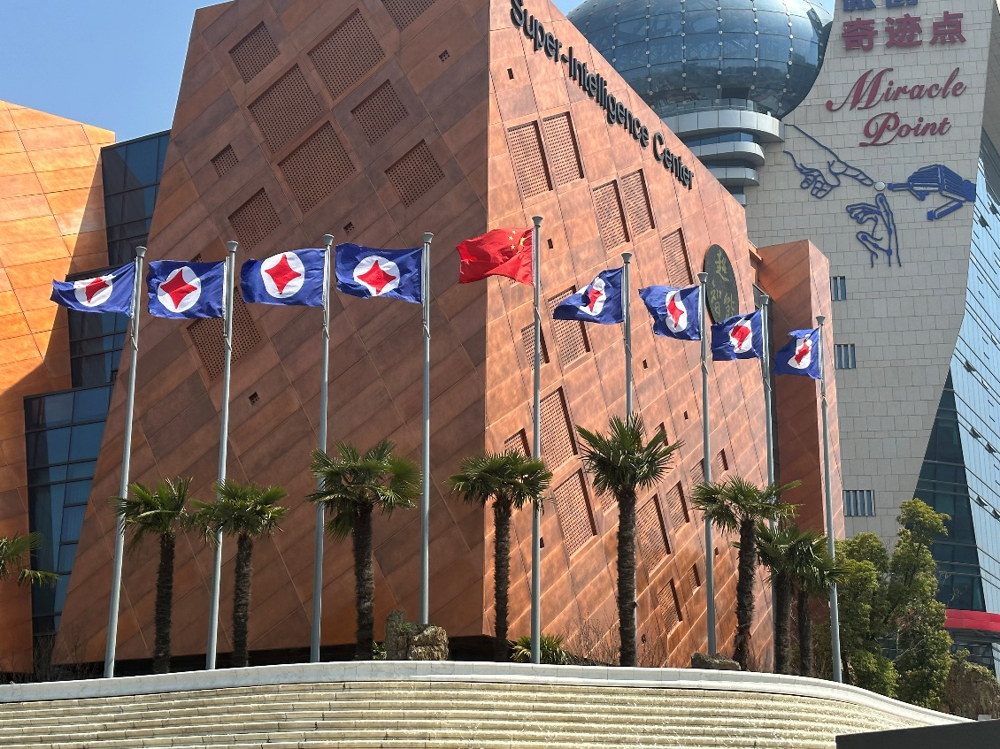 Super-Intelligence Center
奇迹点
Miracle
Point